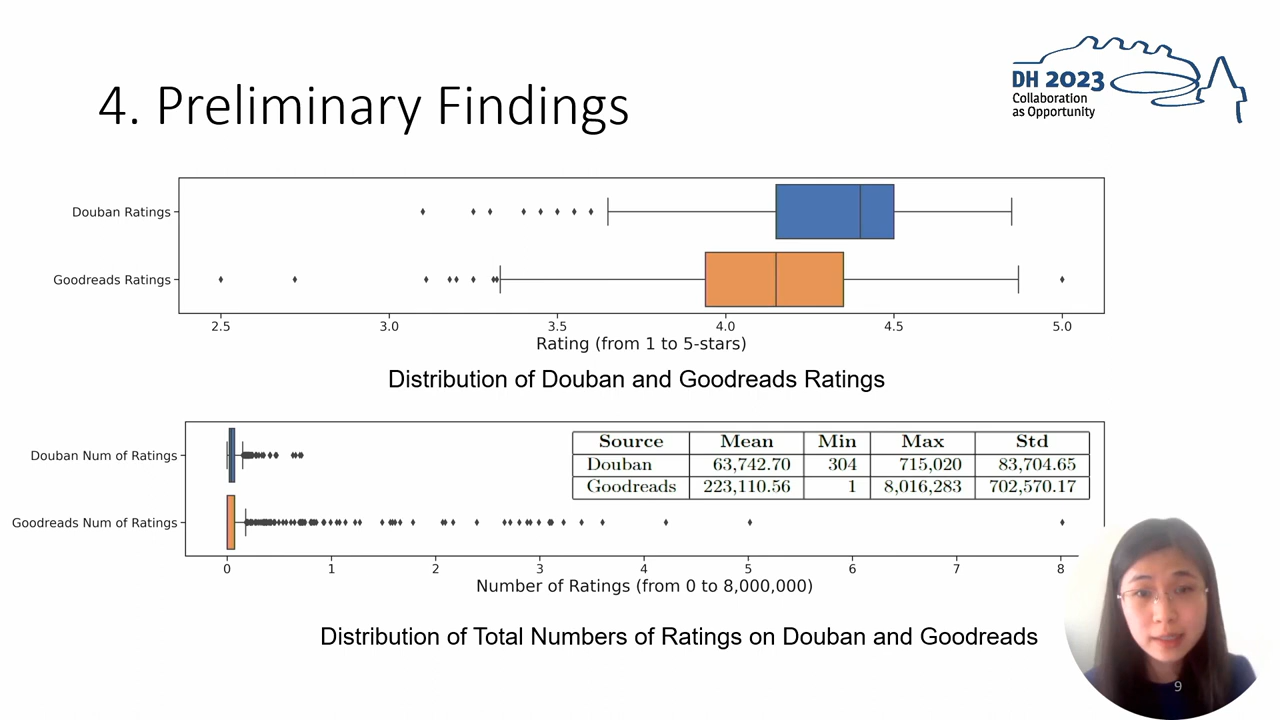 DH 2023
Collaboration
as Opportunity
4. Preliminary Findings
Douban Ratings
Goodreads Ratings
2.5 3.0 3.5 4.0 4.5 5.0
Rating (from 1 to 5-stars)
Distribution of Douban and Goodreads Ratings
Douban Num of Ratings
Goodreads Num of Ratings
Source Mean Min Max Std
Douban 63,742.70 304 715,020 83,704.65
Goodreads 223,110.56 1 8,016,283 702,570.17
0 1 2 3 4 5 6 7 8
Number of Ratings (from 0 to 8,000,000)
Distribution of Total Numbers of Ratings on Douban and Goodreads
9